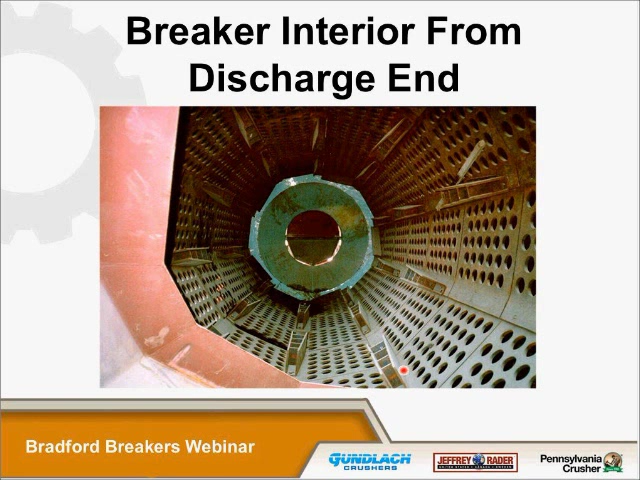 Breaker Interior From
Discharge End
Bradford Breakers Webinar
GUNDLACH
CRUSHERS
JEFFREY RADER
Pennsylvania
Crusher